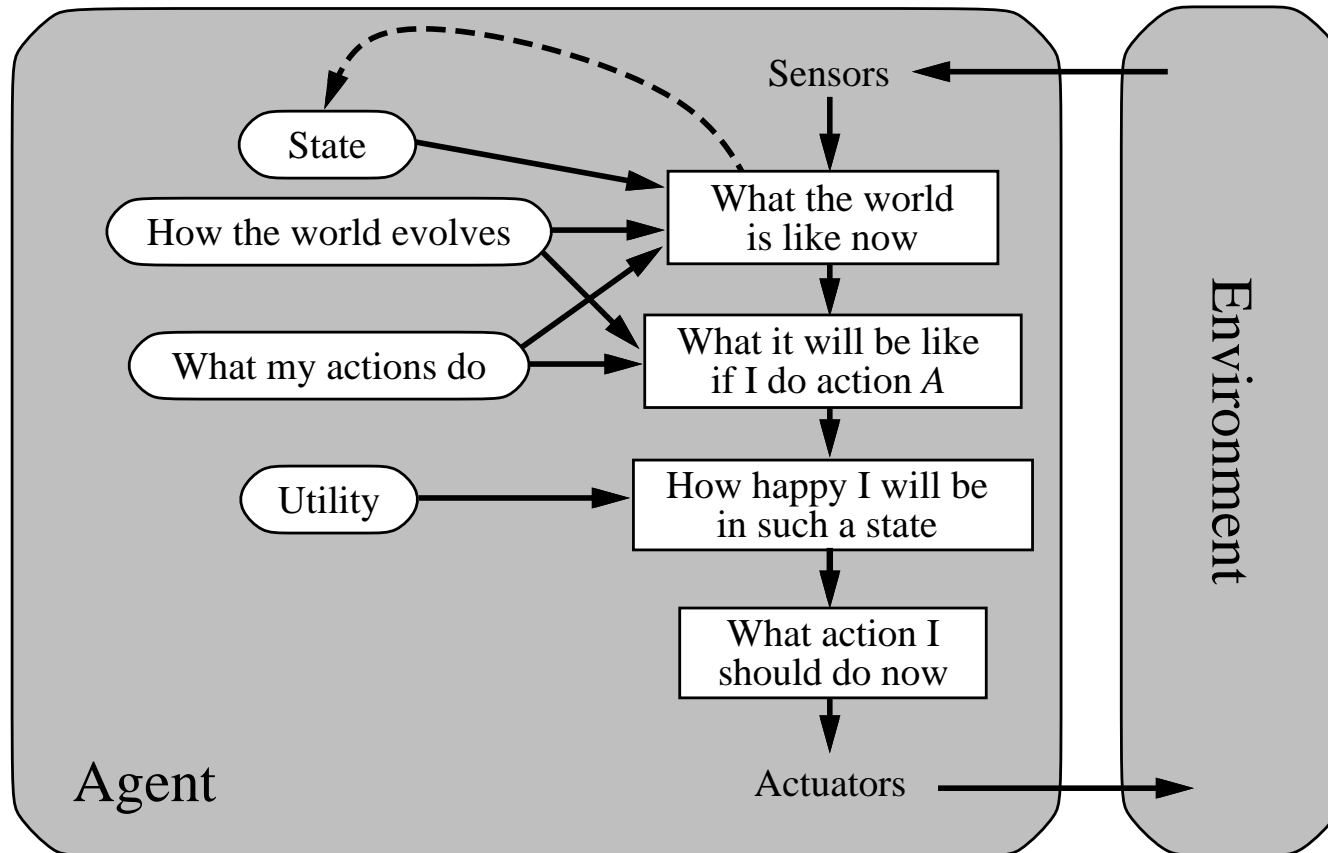 Sensors
State
What the world
is like now
How the world evolves
What my actions do
What it will be like
if I do action A
Utility
How happy I will be
in such a state
What action I
should do now
Agent
Actuators
Environment